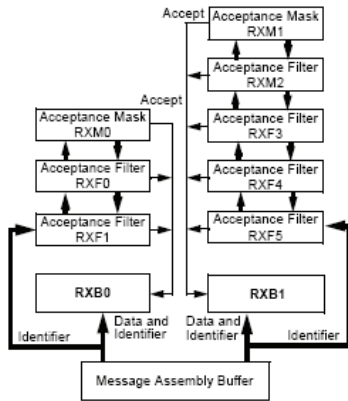 Acceptance Mask
RXM1
Accept
Acceptance Filter
RXM2
Accept
Acceptance Mask
RXM0
Acceptance Filter
RXF3
Acceptance Filter
RXF0
Acceptance Filter
RXF4
Acceptance Filter
RXF1
Acceptance Filter
RXF5
RXB0
RXB1
Identifier
Data and
Identifier
Data and
Identifier
Identifier
Message Assembly Buffer